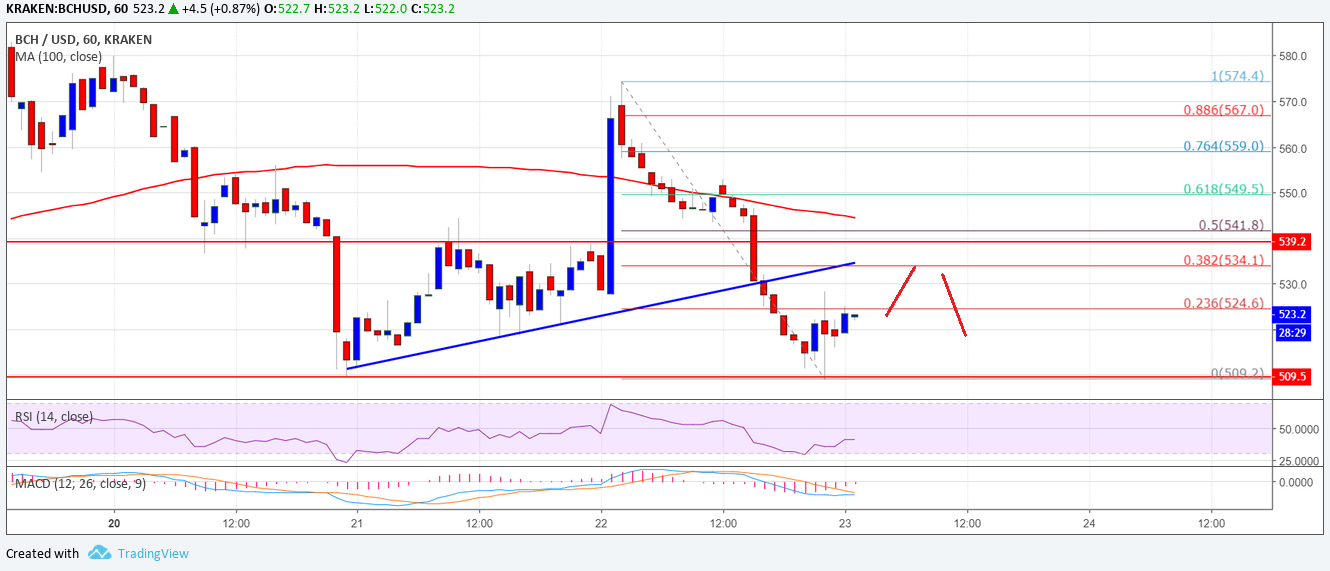 KRAKEN:BCHUSD, 60 523.2 ▲ +4.5 (+0.87%) O:522.7 H:523.2 L:522.0 C:523.2
BCH / USD, 60, KRAKEN
MA (100, close)
580.0
1(574.4)
570.0
0.886(567.0)
560.0
0.764(559.0)
550.0
0.618(549.5)
0.5(541.8)
539.2
0.382(534.1)
530.0
0.236(524.6)
523.2
28:29
0(509.2)
509.5
RSI (14, close)
50.0000
25.0000
MACD (12, 26, close, 9)
0.0000
20 12:00 21 12:00 22 12:00 23 12:00 24 12:00
Created with TradingView